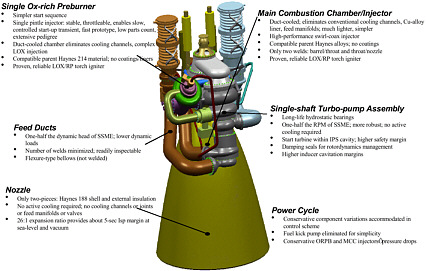 Single Ox-rich Preburner
• Simpler start sequence
• Single pintle injector: stable, throttleable, enables slow,
controlled start-up transient, fast prototype, low parts count,
extensive pedigree
• Duct-cooled chamber eliminates cooling channels, complex
LOX injection
• Compatible parent Haynes 214 material; no coatings/liners
• Proven, reliable LOX/RP torch igniter
Main Combustion Chamber/Injector
• Duct-cooled, eliminates conventional cooling channels, Cu-alloy
liner, feed manifolds; much lighter, simpler
• High-performance swirl-coax injector
• Compatible parent Haynes alloys; no coatings
• Only two welds: barrel/throat and throat/nozzle
• Proven, reliable LOX/RP torch igniter
Single-shaft Turbo-pump Assembly
• Long-life hydrostatic bearings
• One-half the RPM of SSME; more robust, no active
cooling required
• Start turbine within IPS cavity; higher safety margin
• Damping seals for rotordynamics management
• Higher inducer cavitation margins
Feed Ducts
• One-half the dynamic head of SSME; lower dynamic
loads
• Number of welds minimized; readily inspectable
• Flexure-type bellows (not welded)
Nozzle
• Only two-pieces: Haynes 188 shell and external insulation
• No active cooling required; no cooling channels or joints
or feed manifolds or valves
• 26:1 expansion ratio provides about 5-sec Isp margin at
sea-level and vacuum
Power Cycle
• Conservative component variations accommodated in
control scheme
• Fuel kick pump eliminated for simplicity
• Conservative ORPB and MCC injectors pressure drops